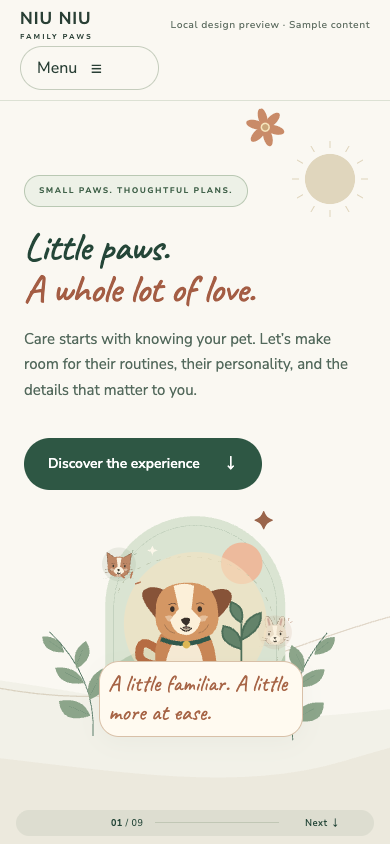 NIU NIU
FAMILY PAWS
Local design preview · Sample content
Menu
SMALL PAWS. THOUGHTFUL PLANS.
Little paws.
A whole lot of love.
Care starts with knowing your pet. Let's make
room for their routines, their personality, and the
details that matter to you.
Discover the experience ↓
A little familiar. A little
more at ease.
01 / 09
Next ↓